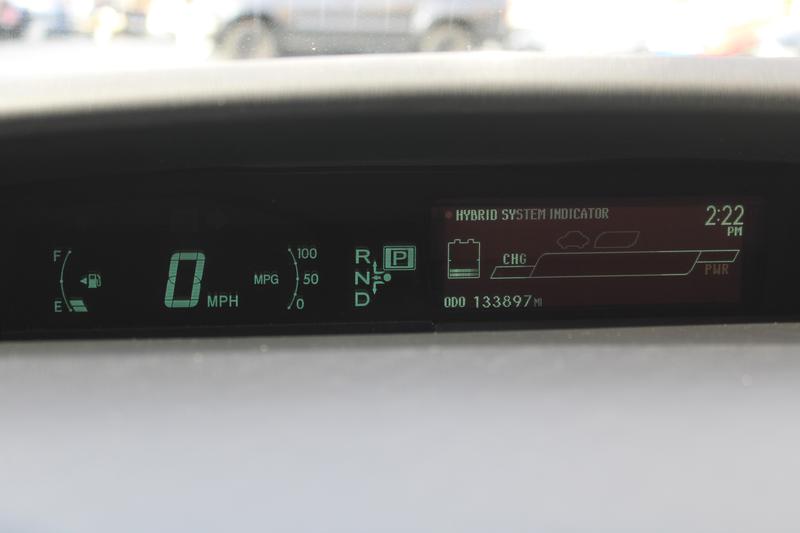 F
E
0 MPH
MPG
100
50
0
R P
N
D
HYBRID SYSTEM INDICATOR
2:22
PM
CHG
PWR
ODO 133897 MI